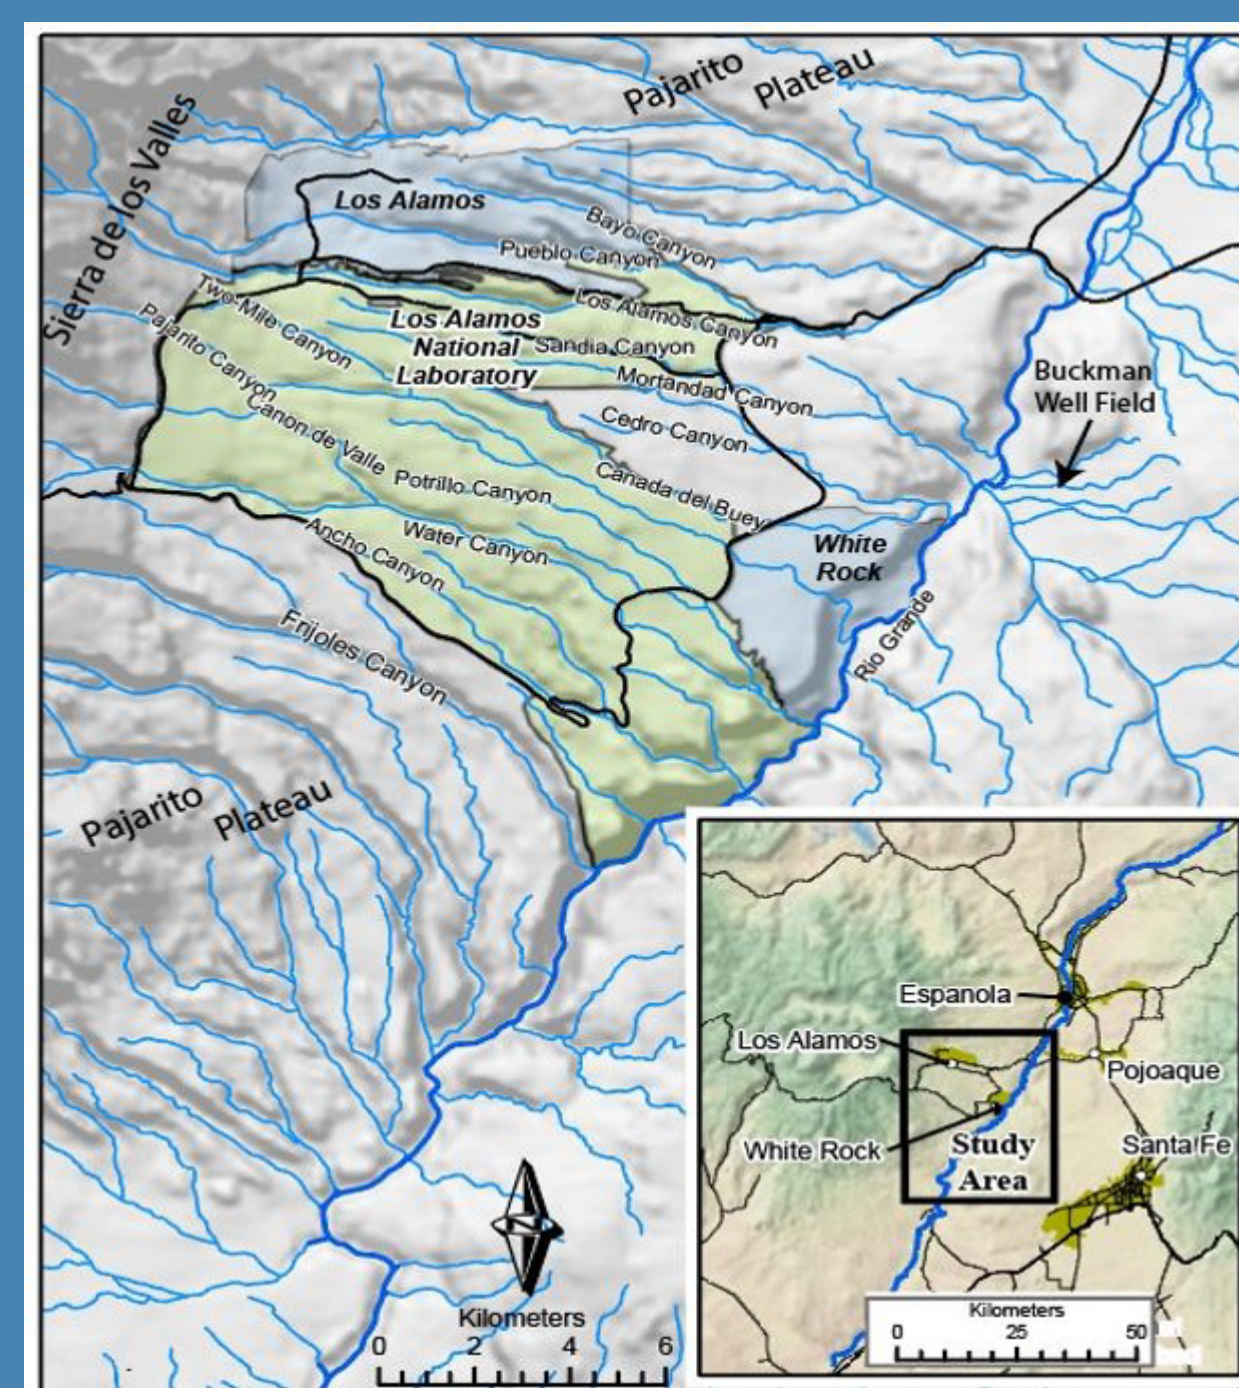 Pajarito
Plateau
Sierra de los Valles
Los Alamos
Bayo Canyon
Pueblo Canyon
Los Alamos Canyon
Two-Mile Canyon
Pajarito Canyon
Los Alamos
National
Laboratory
Sandia Canyon
Mortandad Canyon
Cedro Canyon
Buckman
Well Field
Canon de Valle
Potrillo Canyon
Canada del Buey
Water Canyon
Ancho Canyon
White
Rock
Rio Grande
Frijoles Canyon
Pajarito
Plateau
N
Kilometers
0 2 4 6
Espanola
Los Alamos
Pojoaque
White Rock
Study
Area
Santa Fe
Kilometers
0 25 50